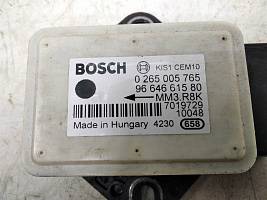 BOSCH KIS1 CEM10
0 265 005 765
96 646 615 80
MM3.R8K
7019729
10048
Made in Hungary 4230 658